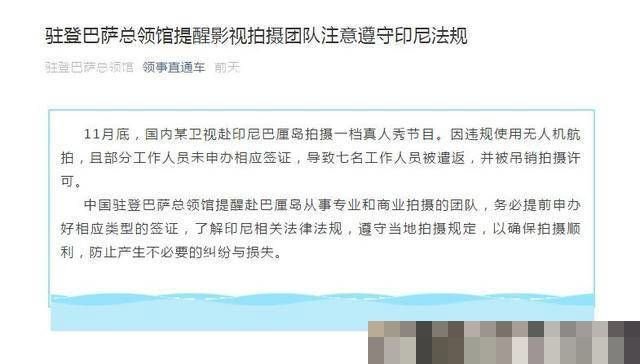 驻登巴萨总领馆提醒影视拍摄团队注意遵守印尼法规
驻登巴萨总领馆 领事直通车 前天
11月底，国内某卫视赴印尼巴厘岛拍摄一档真人秀节目。因违规使用无人机航
拍，且部分工作人员未申办相应签证，导致七名工作人员被遣返，并被吊销拍摄许
可。
中国驻登巴萨总领馆提醒赴巴厘岛从事专业和商业拍摄的团队，务必提前申办
好相应类型的签证，了解印尼相关法律法规，遵守当地拍摄规定，以确保拍摄顺
利，防止产生不必要的纠纷与损失。